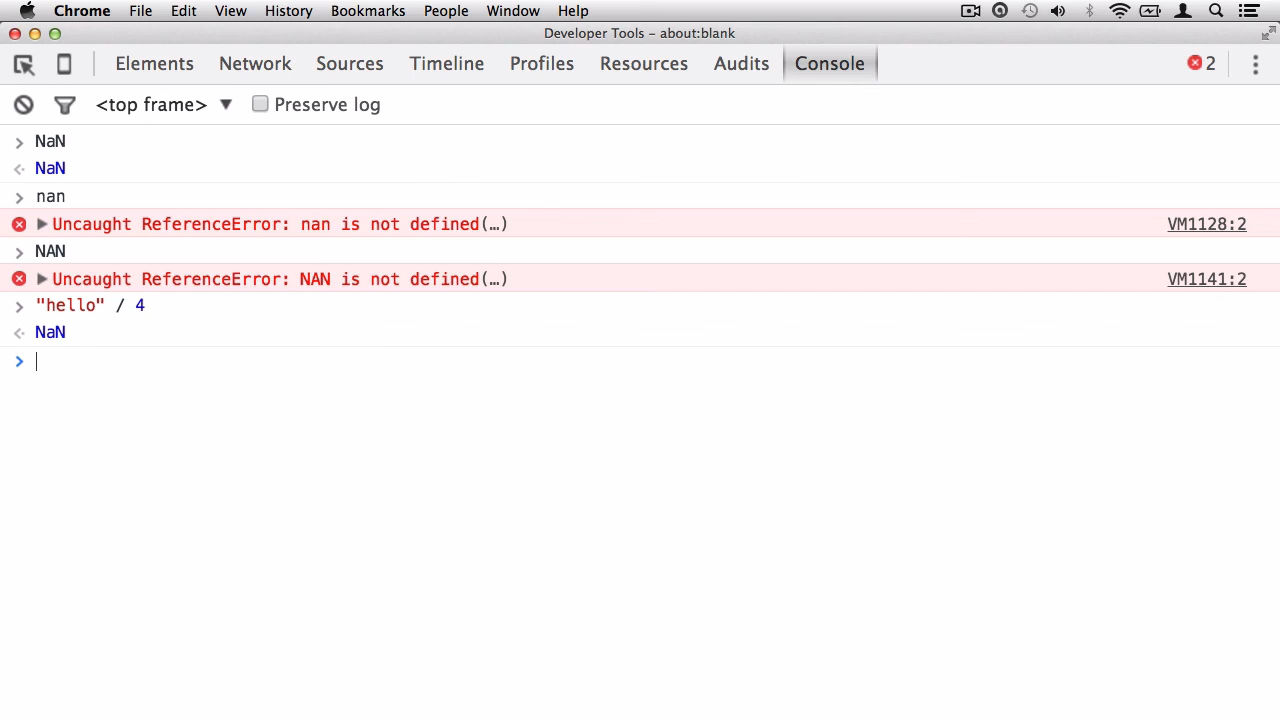 Chrome File Edit View History Bookmarks People Window Help
Developer Tools – about:blank
Elements Network Sources Timeline Profiles Resources Audits Console 2
<top frame> ▼ Preserve log
> NaN
<· NaN
> nan
▶Uncaught ReferenceError: nan is not defined(…) VM1128:2
> NAN
▶Uncaught ReferenceError: NAN is not defined(…) VM1141:2
> "hello" / 4
<· NaN
>